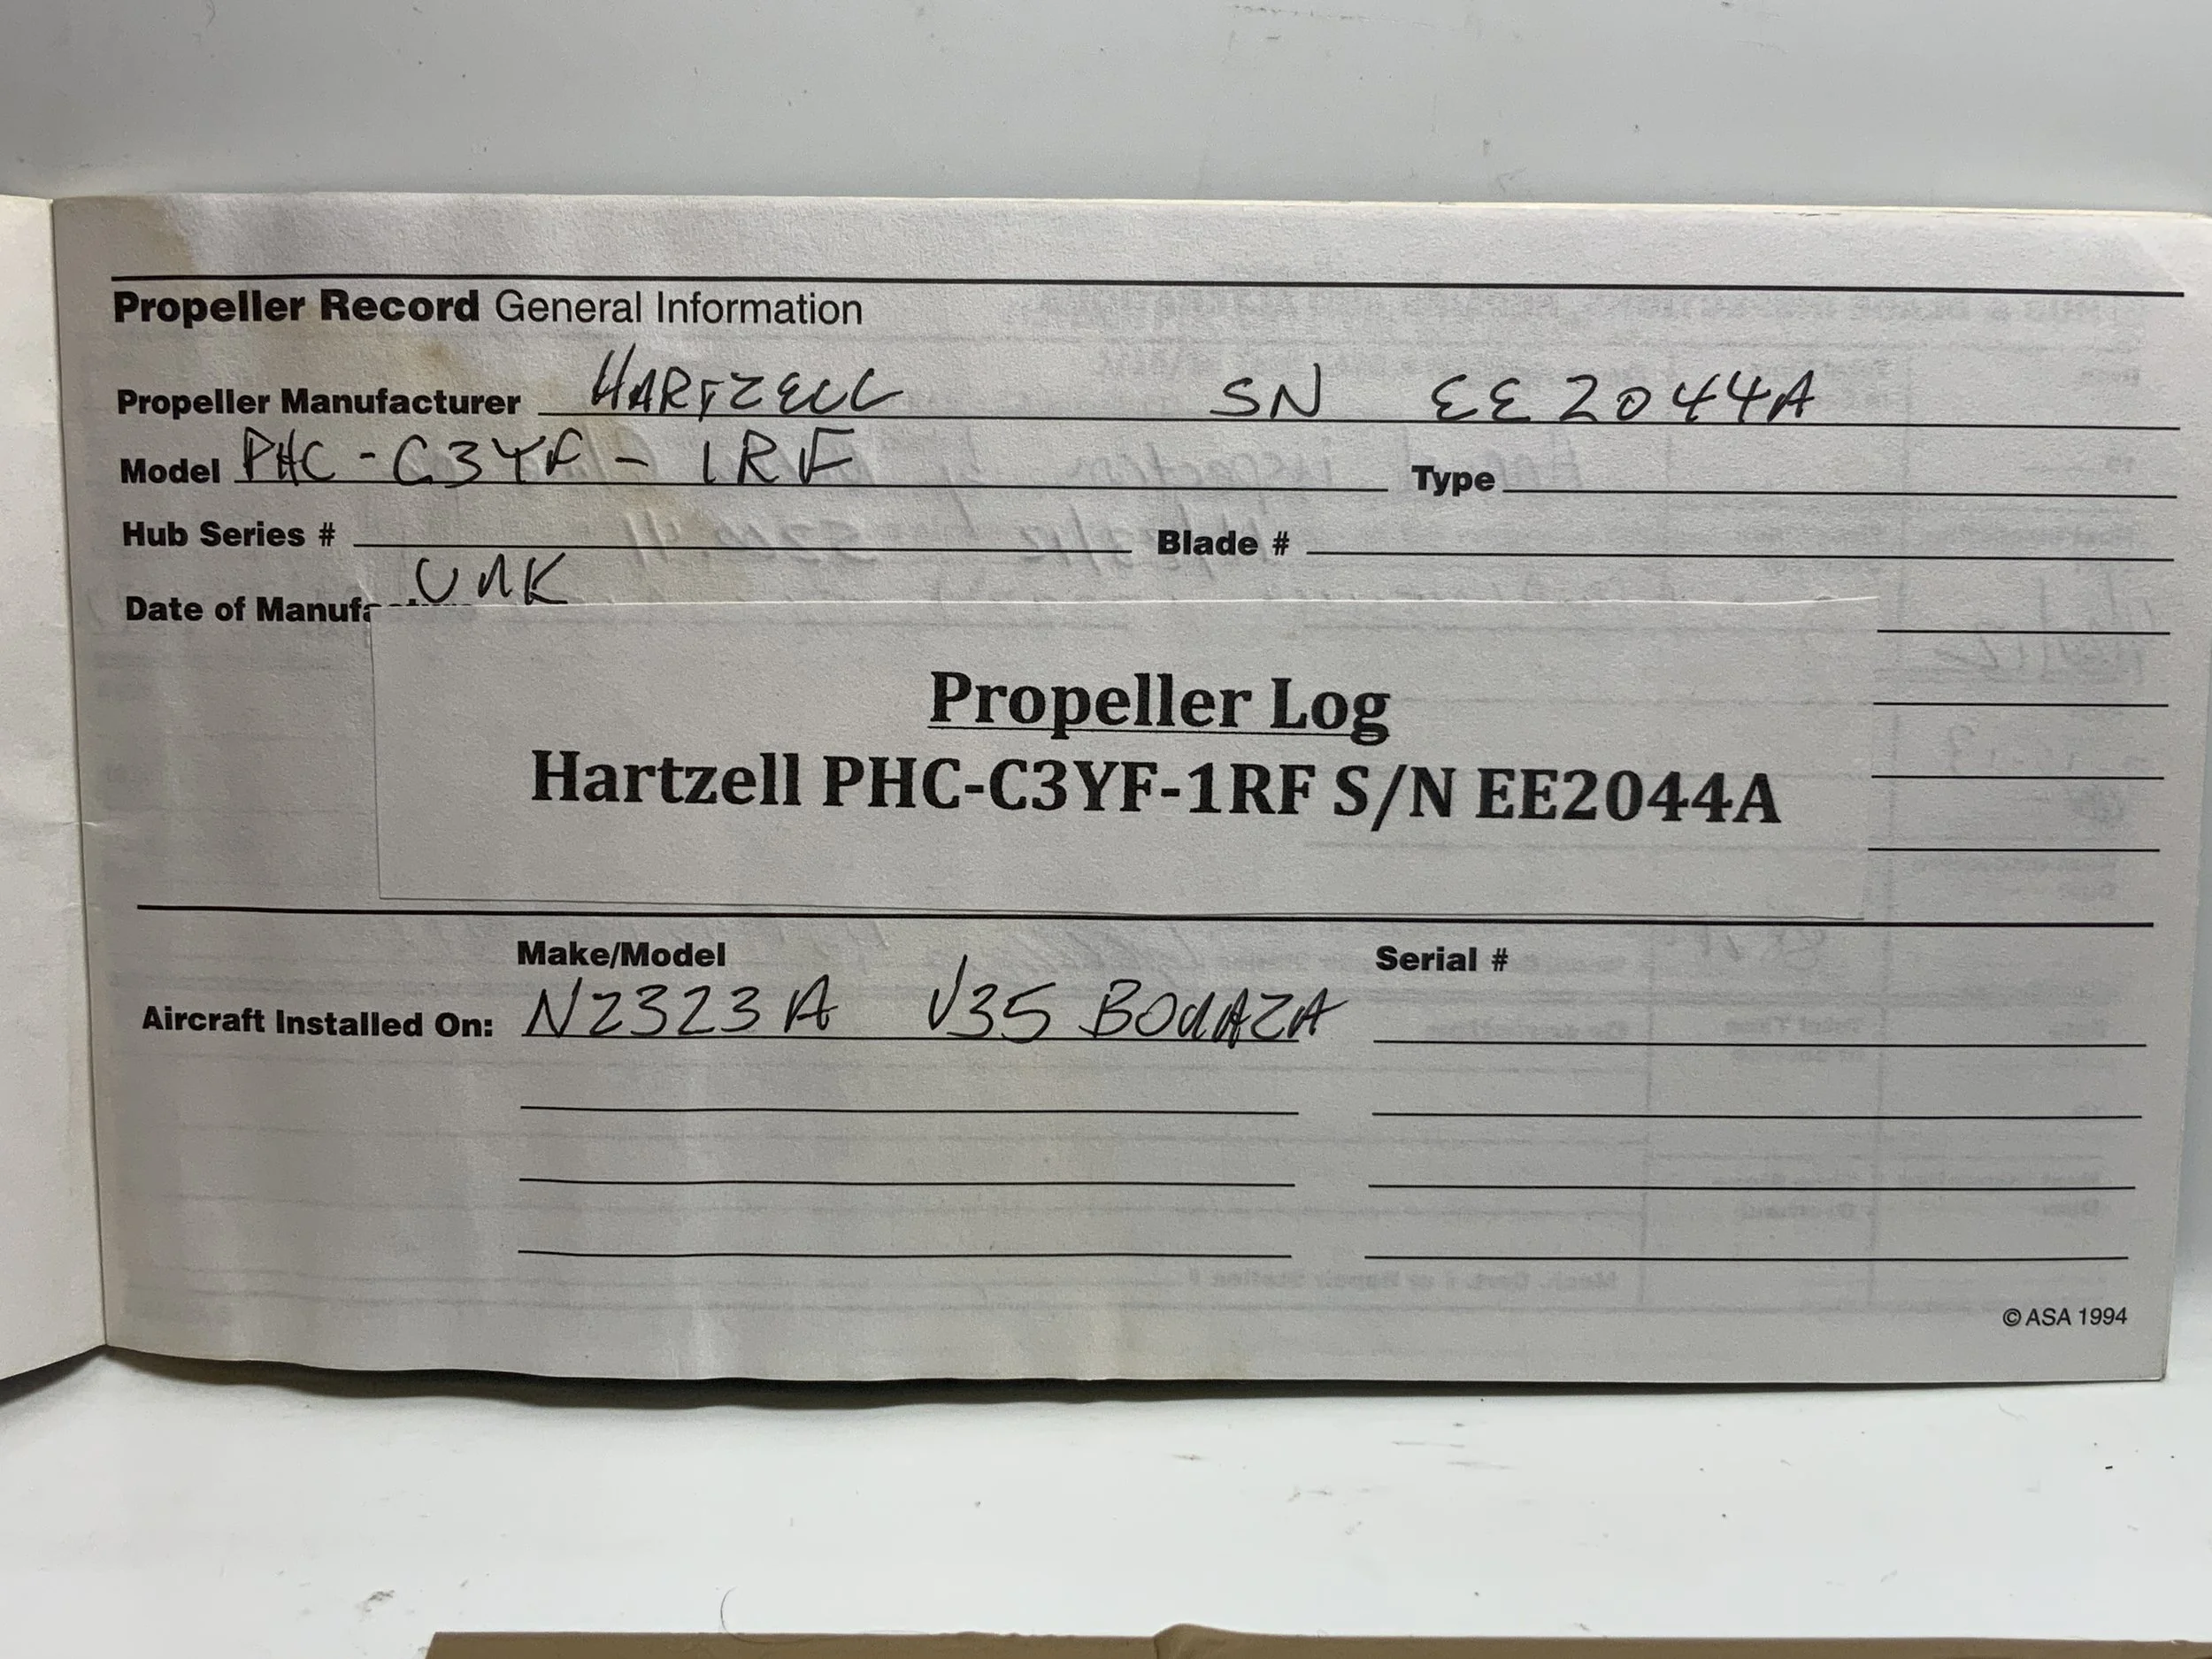 Propeller Record General Information
Propeller Manufacturer HARTZELL SN EE2044A
Model PHC-C3YF-1RF Type
Hub Series # Blade #
Date of Manufa UNK
Propeller Log
Hartzell PHC-C3YF-1RF S/N EE2044A
Make/Model Serial #
Aircraft Installed On: N2323A V35 BONAZA
© ASA 1994